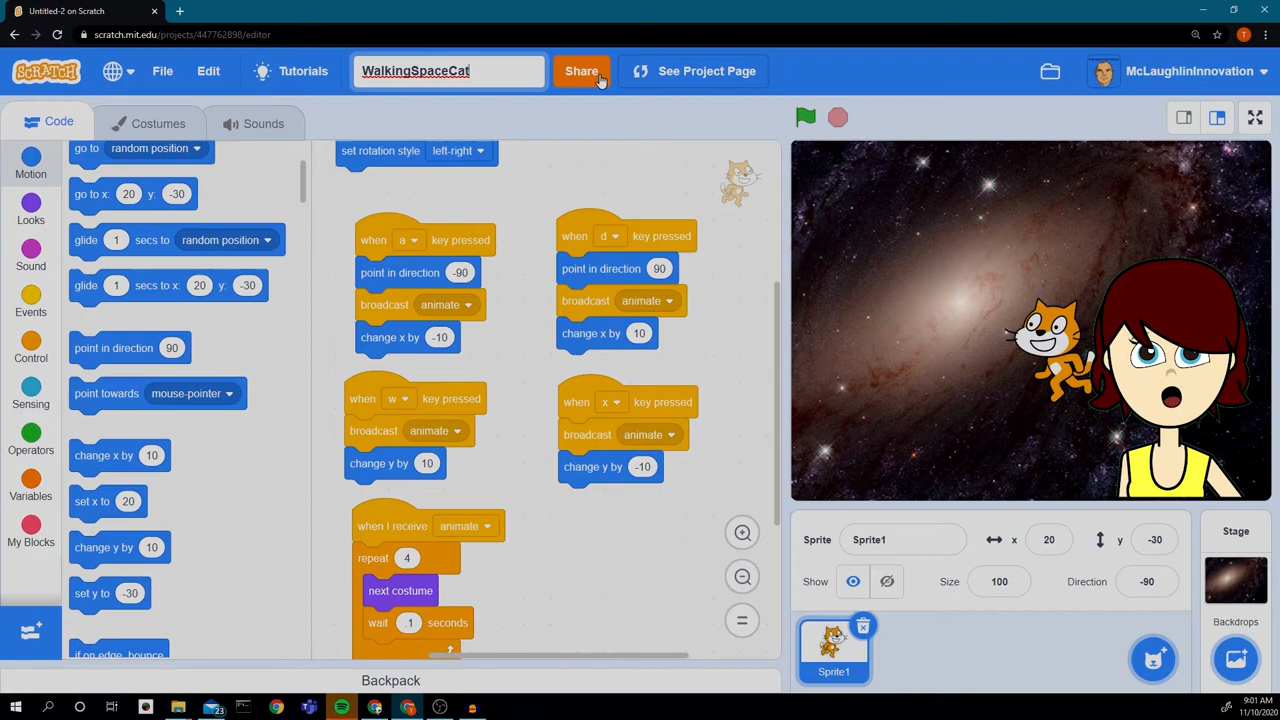 Untitled-2 on Scratch
scratch.mit.edu/projects/447762898/editor
T
SCRATCH
File
Edit
Tutorials
WalkingSpaceCat
Share
See Project Page
McLaughlinInnovation
Code
Costumes
Sounds
Motion
Looks
Sound
Events
Control
Sensing
Operators
Variables
My Blocks
go to random position
go to x: 20 y: -30
glide 1 secs to random position
glide 1 secs to x: 20 y: -30
point in direction 90
point towards mouse-pointer
change x by 10
set x to 20
change y by 10
set y to -30
if on edge, bounce
set rotation style left-right
when a key pressed
point in direction -90
broadcast animate
change x by -10
when d key pressed
point in direction 90
broadcast animate
change x by 10
when w key pressed
broadcast animate
change y by 10
when x key pressed
broadcast animate
change y by -10
when I receive animate
repeat 4
next costume
wait .1 seconds
Backpack
Sprite Sprite1 x 20 y -30
Show Size 100 Direction -90
Sprite1
Stage
Backdrops
23
9:01 AM
11/10/2020